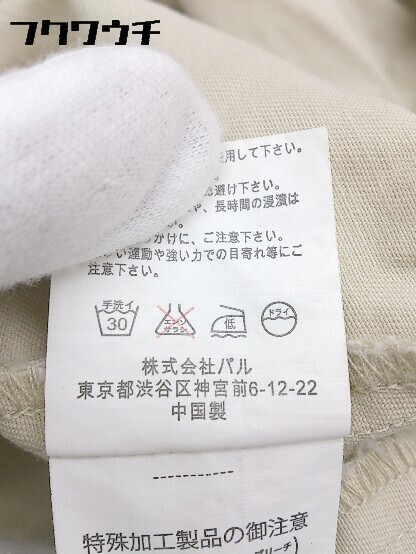 フクワウチ
用して下さい。
避け下さい。
や、長時間の浸漬は
かけに、ご注意下さい。
い運動や強い力での目寄れ等にご
注意下さい。
手洗イ
30
エンソ
サラシ
低
ドライ
株式会社パル
東京都渋谷区神宮前6-12-22
中国製
----------
特殊加工製品の御注意
ブリーチ)